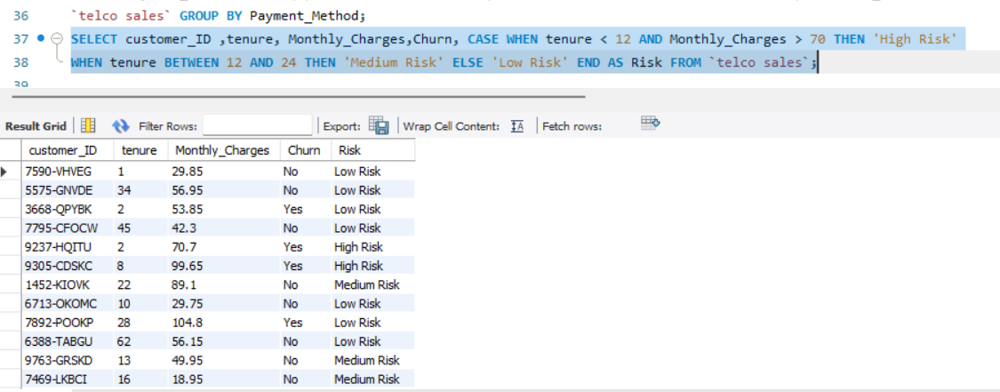 36 `telco sales` GROUP BY Payment_Method;
37 SELECT customer_ID ,tenure, Monthly_Charges,Churn, CASE WHEN tenure < 12 AND Monthly_Charges > 70 THEN 'High Risk'
38 WHEN tenure BETWEEN 12 AND 24 THEN 'Medium Risk' ELSE 'Low Risk' END AS Risk FROM `telco sales`;
39
Result Grid Filter Rows: Export: Wrap Cell Content: Fetch rows:
customer_ID tenure Monthly_Charges Churn Risk
7590-VHVEG 1 29.85 No Low Risk
5575-GNVDE 34 56.95 No Low Risk
3668-QPYBK 2 53.85 Yes Low Risk
7795-CFOCW 45 42.3 No Low Risk
9237-HQITU 2 70.7 Yes High Risk
9305-CDSKC 8 99.65 Yes High Risk
1452-KIOVK 22 89.1 No Medium Risk
6713-OKOMC 10 29.75 No Low Risk
7892-POOKP 28 104.8 Yes Low Risk
6388-TABGU 62 56.15 No Low Risk
9763-GRSKD 13 49.95 No Medium Risk
7469-LKBCI 16 18.95 No Medium Risk